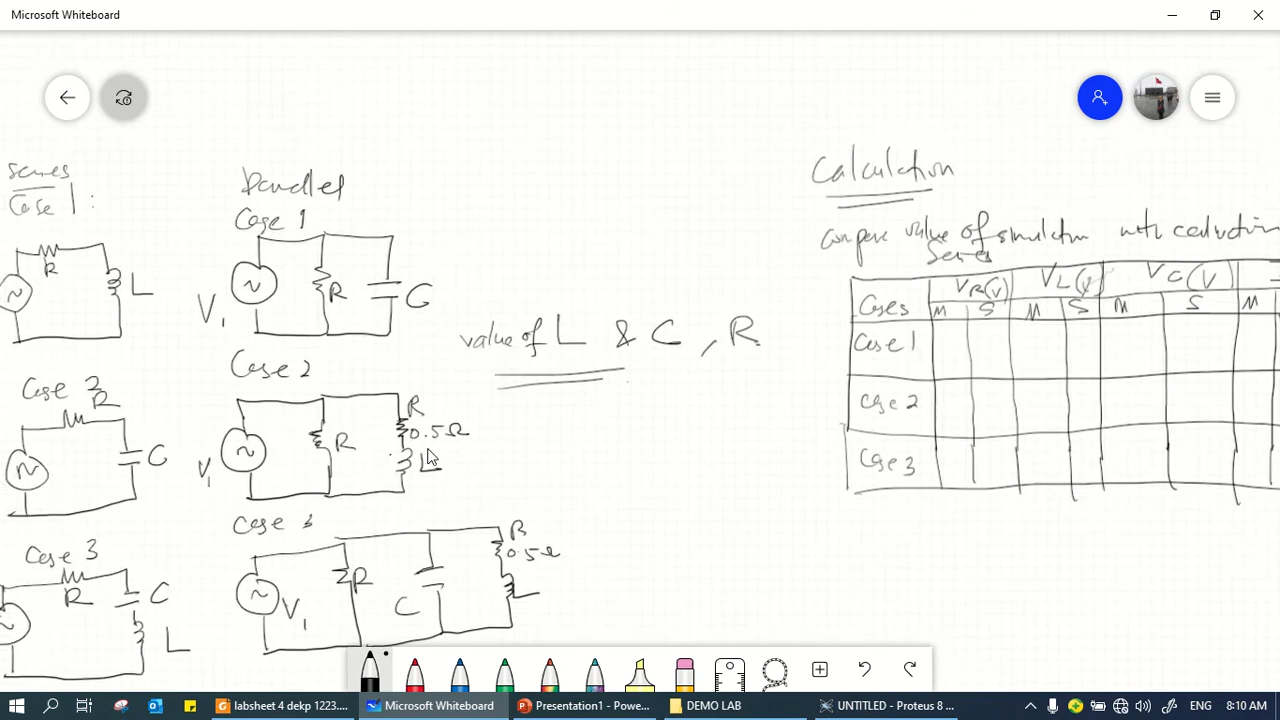 Microsoft Whiteboard
Series
Case 1 :
R
L
Case 2
R
C
Case 3
R
C
L
Parallel
Case 1
V1
R
C
Case 2
V1
R
R
0.5Ω
L
Case 3
V1
R
C
R
0.5Ω
L
value of L & C , R
Calculation
compare value of simulation with calculation
Series
Cases VR(V) VL(V) VC(V)
M S M S M S M
Case 1
Case 2
Case 3
labsheet 4 dekp 1223....
Microsoft Whiteboard
Presentation1 - Powe...
DEMO LAB
UNTITLED - Proteus 8 ...
ENG
8:10 AM